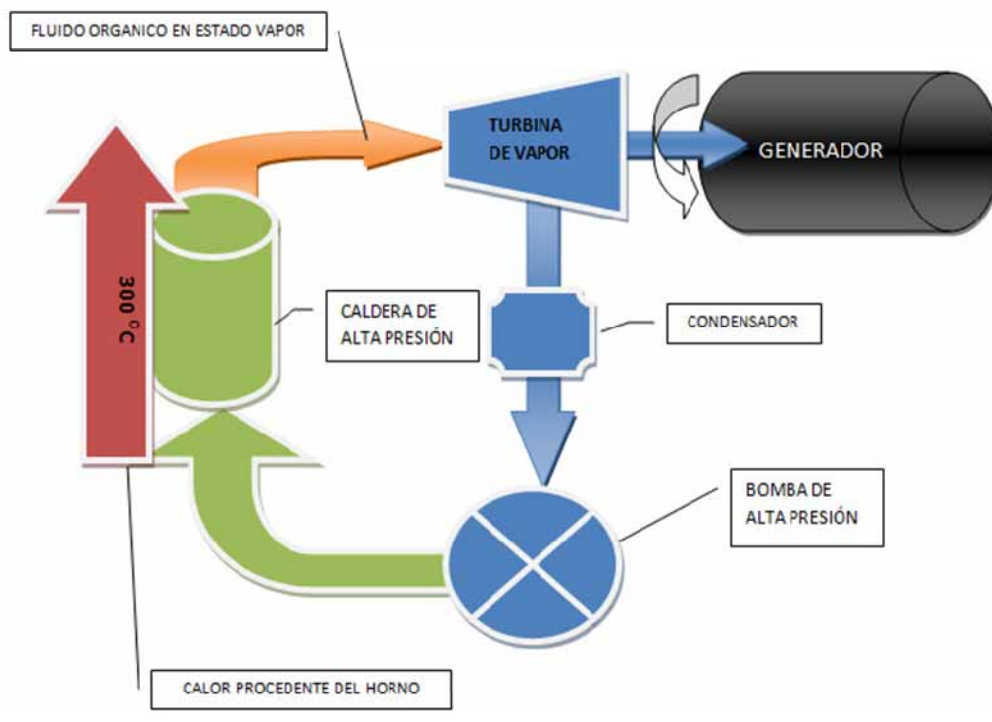 FLUIDO ORGANICO EN ESTADO VAPOR
TURBINA
DE VAPOR
GENERADOR
300 ⁰C
CALDERA DE
ALTA PRESIÓN
CONDENSADOR
BOMBA DE
ALTA PRESIÓN
CALOR PROCEDENTE DEL HORNO